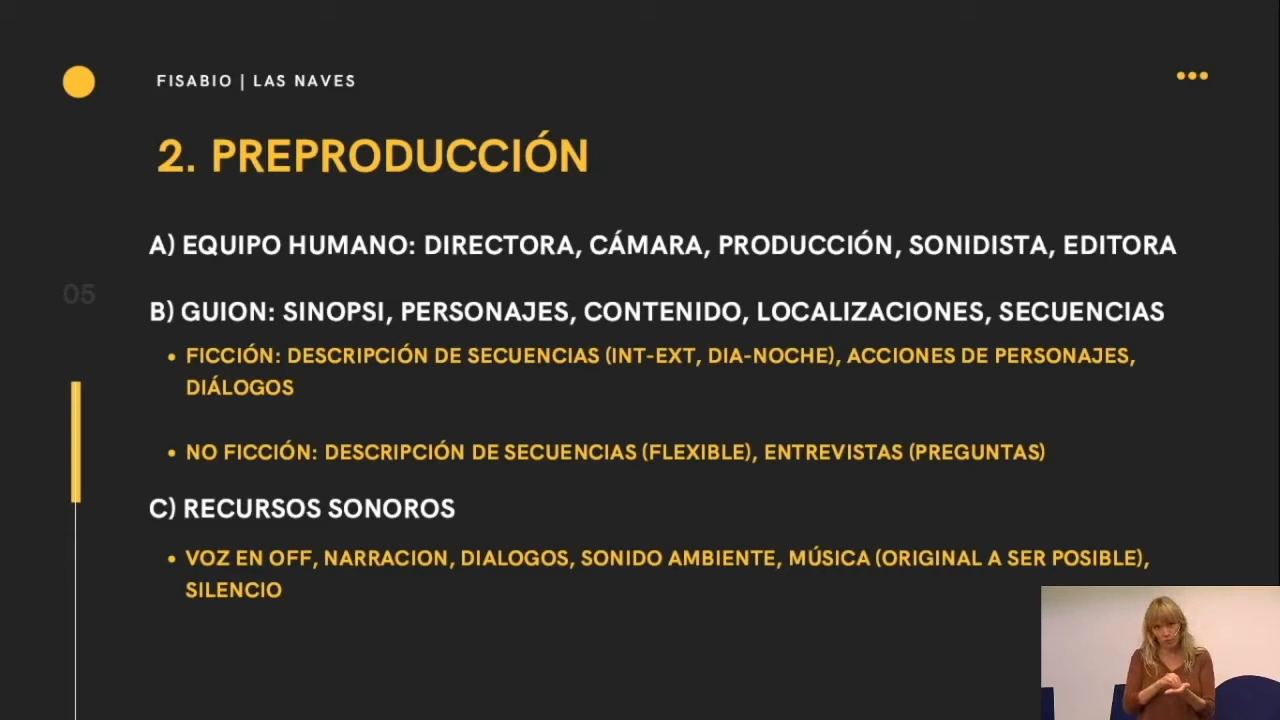 FISABIO | LAS NAVES
2. PREPRODUCCIÓN
A) EQUIPO HUMANO: DIRECTORA, CÁMARA, PRODUCCIÓN, SONIDISTA, EDITORA
05
B) GUION: SINOPSI, PERSONAJES, CONTENIDO, LOCALIZACIONES, SECUENCIAS
• FICCIÓN: DESCRIPCIÓN DE SECUENCIAS (INT-EXT, DIA-NOCHE), ACCIONES DE PERSONAJES,
DIÁLOGOS
• NO FICCIÓN: DESCRIPCIÓN DE SECUENCIAS (FLEXIBLE), ENTREVISTAS (PREGUNTAS)
C) RECURSOS SONOROS
• VOZ EN OFF, NARRACION, DIALOGOS, SONIDO AMBIENTE, MÚSICA (ORIGINAL A SER POSIBLE),
SILENCIO